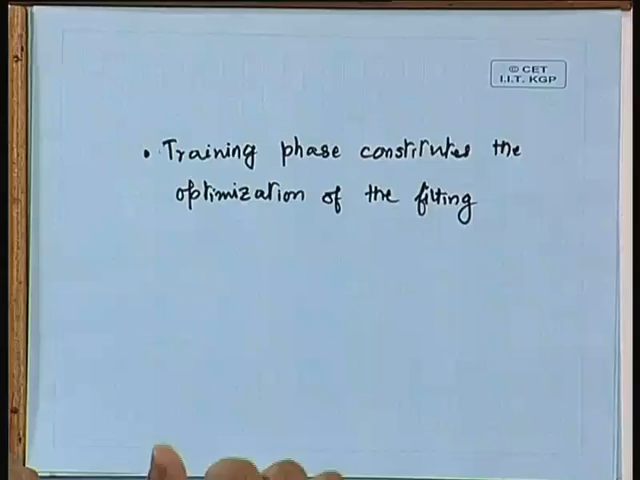 © CET
I.I.T. KGP
• Training phase constitutes the
optimization of the fitting